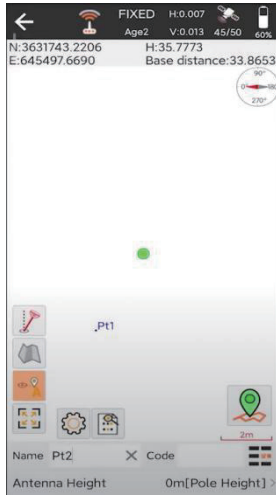 FIXED H:0.007
Age2 V:0.013 45/50 60%
N:3631743.2206 H:35.7773
E:645497.6690 Base distance:33.8653
90°
0° 180
270°
Pt1
2m
Name Pt2 Code
Antenna Height 0m[Pole Height]